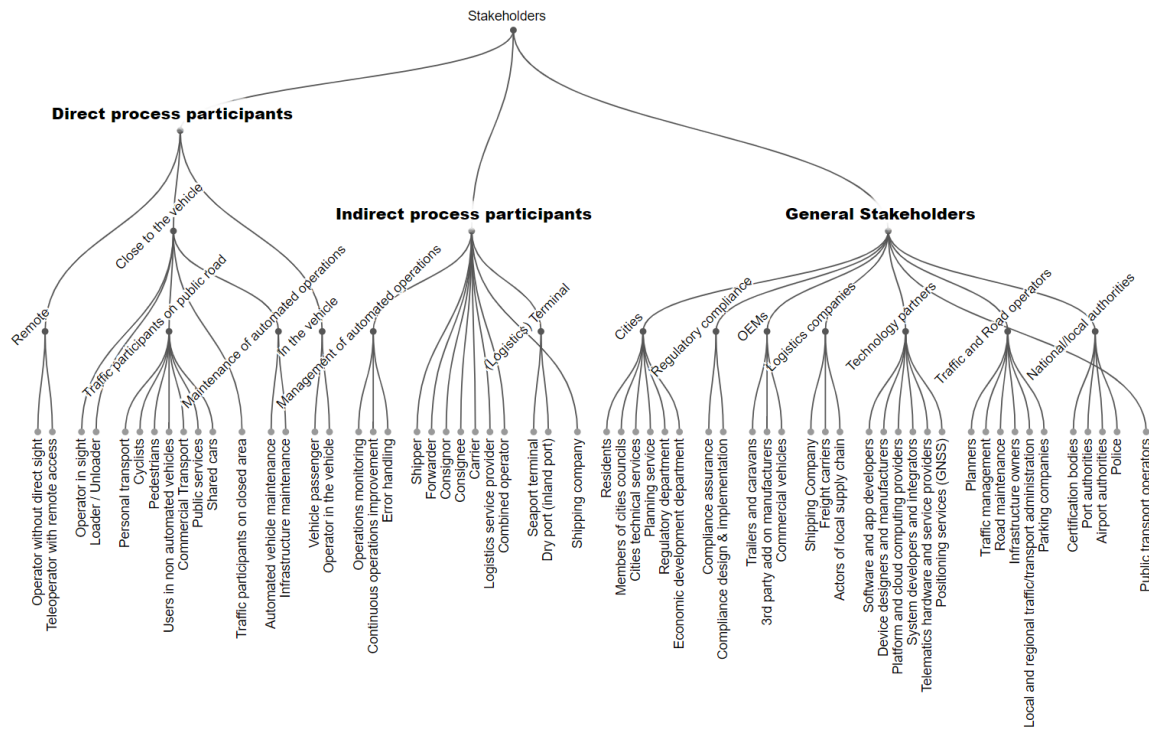 Stakeholders
Direct process participants
Remote
Operator without direct sight
Teleoperator with remote access
Close to the vehicle
Operator in sight
Loader / Unloader
Traffic participants on public road
Personal transport
Cyclists
Pedestrians
Users in non automated vehicles
Commercial Transport
Public services
Shared cars
Traffic participants on closed area
Maintenance of automated operations
Automated vehicle maintenance
Infrastructure maintenance
In the vehicle
Vehicle passenger
Operator in the vehicle
Indirect process participants
Management of automated operations
Operations monitoring
Continuous operations improvement
Error handling
Shipper
Forwarder
Consignor
Consignee
Carrier
Logistics service provider
Combined operator
(Logistics) Terminal
Seaport terminal
Dry port (inland port)
Shipping company
General Stakeholders
Cities
Residents
Members of cities councils
Cities technical services
Planning service
Regulatory department
Economic development department
Regulatory compliance
Compliance assurance
Compliance design & implementation
OEMs
Trailers and caravans
3rd party add on manufacturers
Commercial vehicles
Logistics companies
Shipping Company
Freight carriers
Actors of local supply chain
Technology partners
Software and app developers
Device designers and manufacturers
Platform and cloud computing providers
System developers and integrators
Telematics hardware and service providers
Positioning services (GNSS)
Traffic and Road operators
Planners
Traffic management
Road maintenance
Infrastructure owners
Local and regional traffic/transport administration
Parking companies
National/local authorities
Certification bodies
Port authorities
Airport authorities
Police
Public transport operators